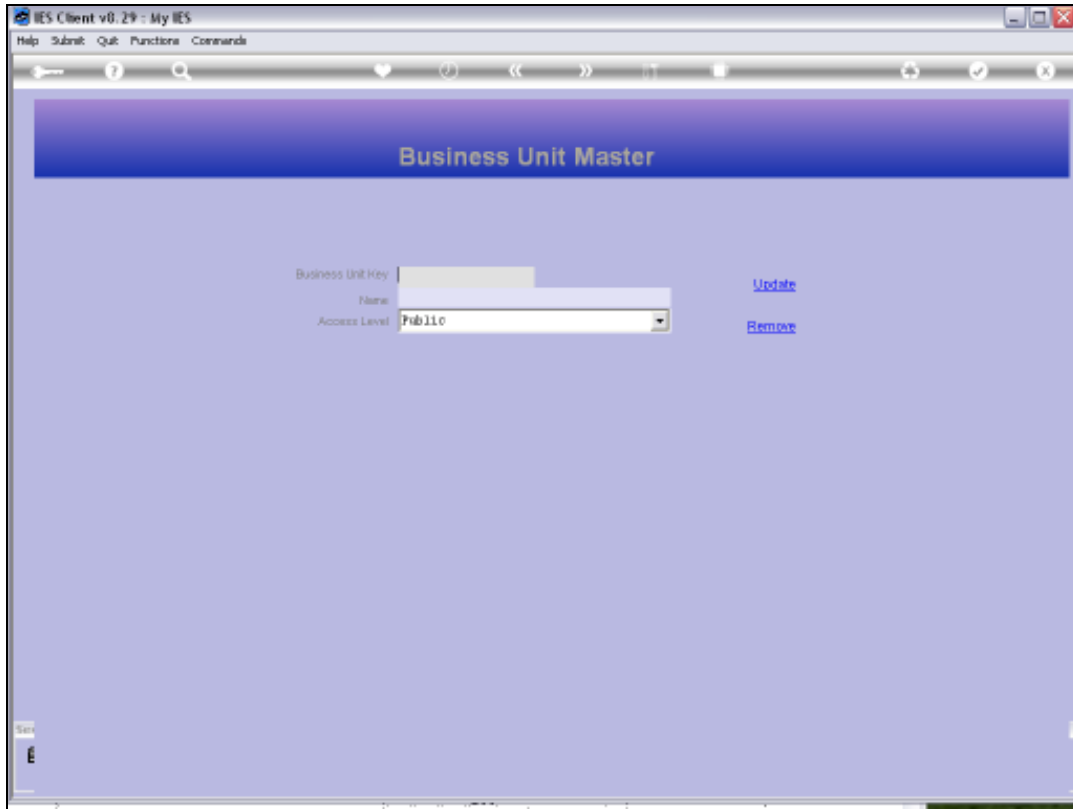 IES Client v8.29 : My IES
Help Submit Quit Functions Commands
Business Unit Master
Business Unit Key
Update
Name
Access Level Public
Remove